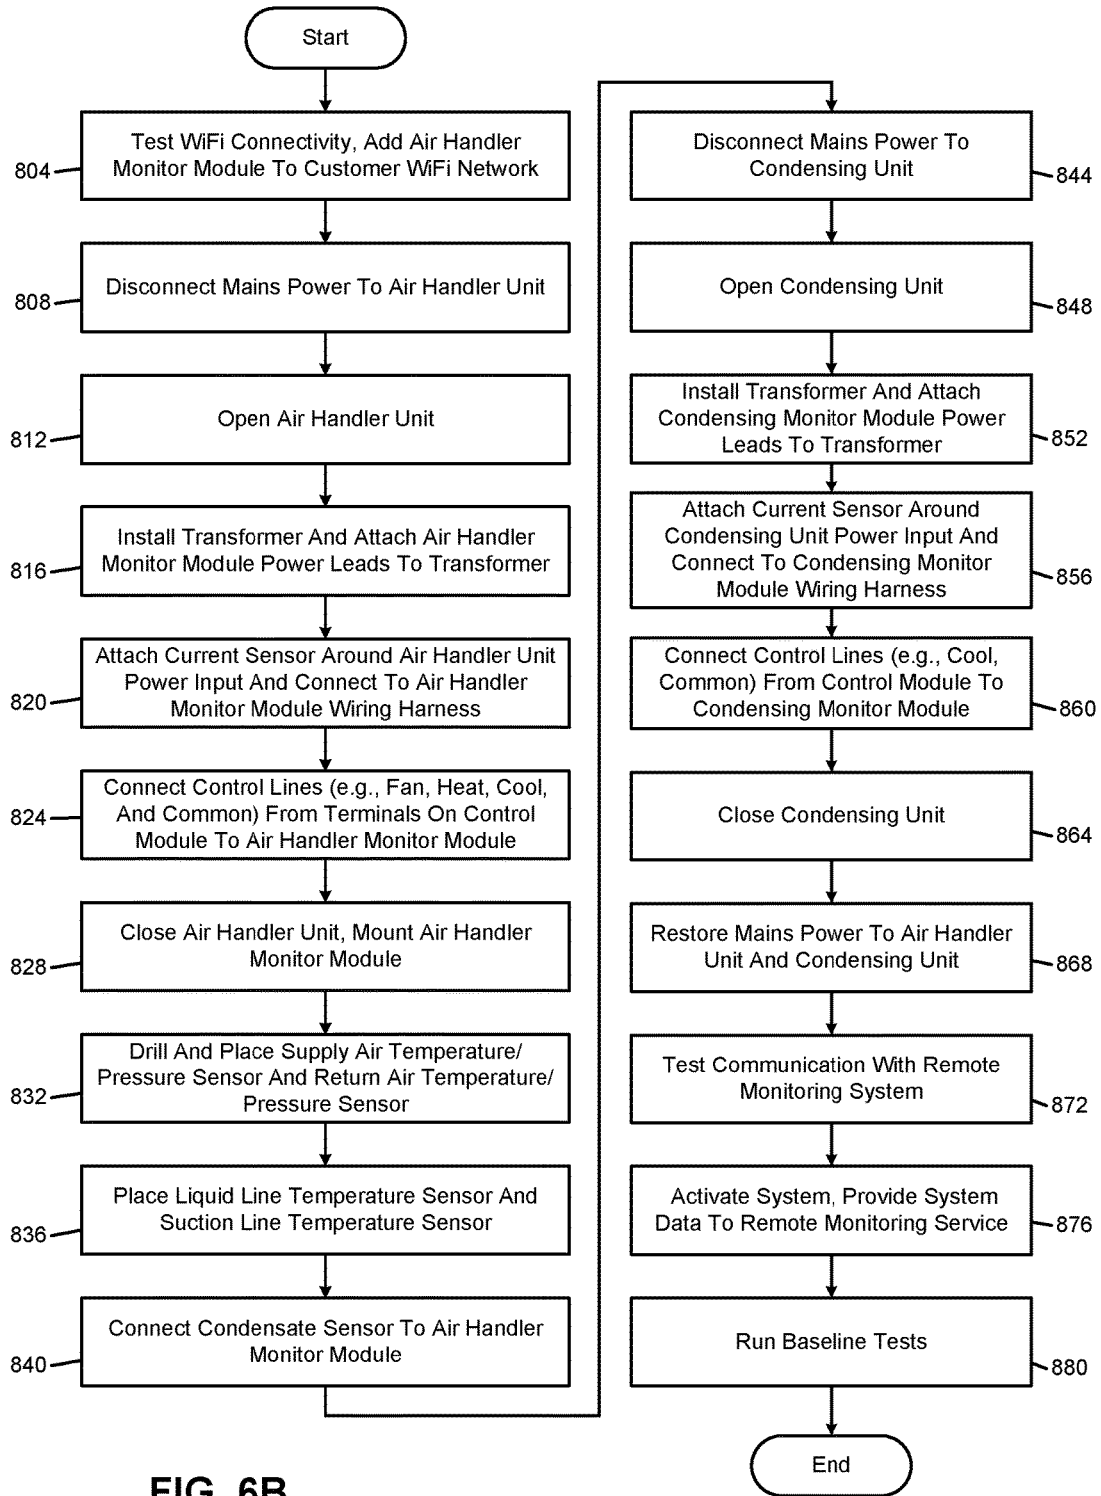 Start
Test WiFi Connectivity, Add Air Handler
Monitor Module To Customer WiFi Network
804
Disconnect Mains Power To Air Handler Unit
808
Open Air Handler Unit
812
Install Transformer And Attach Air Handler
Monitor Module Power Leads To Transformer
816
Attach Current Sensor Around Air Handler Unit
Power Input And Connect To Air Handler
Monitor Module Wiring Harness
820
Connect Control Lines (e.g., Fan, Heat, Cool,
And Common) From Terminals On Control
Module To Air Handler Monitor Module
824
Close Air Handler Unit, Mount Air Handler
Monitor Module
828
Drill And Place Supply Air Temperature/
Pressure Sensor And Return Air Temperature/
Pressure Sensor
832
Place Liquid Line Temperature Sensor And
Suction Line Temperature Sensor
836
Connect Condensate Sensor To Air Handler
Monitor Module
840
Disconnect Mains Power To
Condensing Unit
844
Open Condensing Unit
848
Install Transformer And Attach
Condensing Monitor Module Power
Leads To Transformer
852
Attach Current Sensor Around
Condensing Unit Power Input And
Connect To Condensing Monitor
Module Wiring Harness
856
Connect Control Lines (e.g., Cool,
Common) From Control Module To
Condensing Monitor Module
860
Close Condensing Unit
864
Restore Mains Power To Air Handler
Unit And Condensing Unit
868
Test Communication With Remote
Monitoring System
872
Activate System, Provide System
Data To Remote Monitoring Service
876
Run Baseline Tests
880
End
FIG. 6B